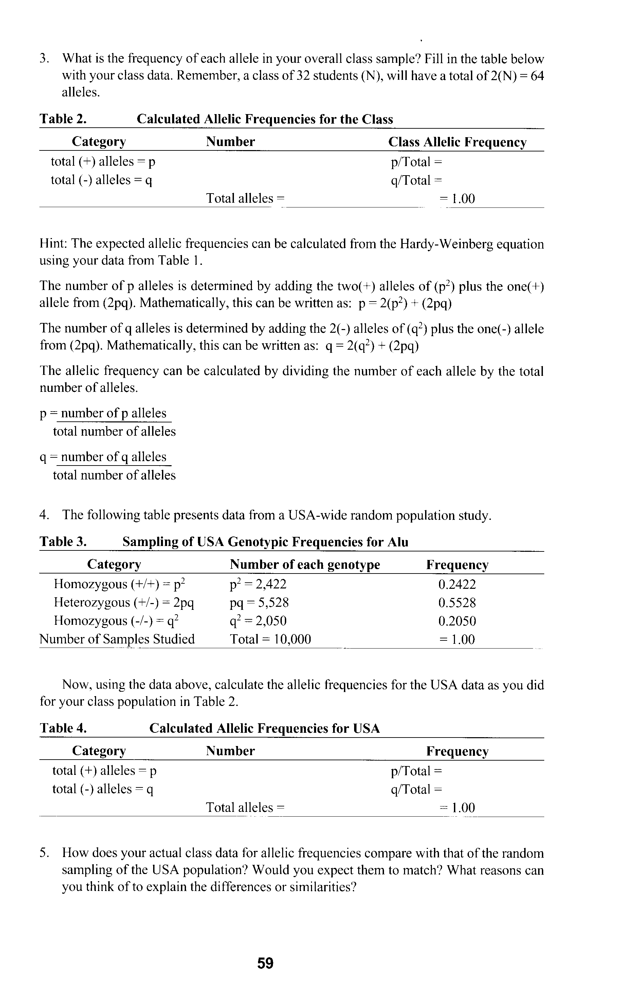 3. What is the frequency of each allele in your overall class sample? Fill in the table below
with your class data. Remember, a class of 32 students (N), will have a total of 2(N) = 64
alleles.
Table 2. Calculated Allelic Frequencies for the Class
Category Number Class Allelic Frequency
total (+) alleles = p p/Total =
total (-) alleles = q q/Total =
Total alleles = = 1.00
Hint: The expected allelic frequencies can be calculated from the Hardy-Weinberg equation
using your data from Table 1.
The number of p alleles is determined by adding the two(+) alleles of (p²) plus the one(+)
allele from (2pq). Mathematically, this can be written as: p = 2(p²) + (2pq)
The number of q alleles is determined by adding the 2(-) alleles of (q²) plus the one(-) allele
from (2pq). Mathematically, this can be written as: q = 2(q²) + (2pq)
The allelic frequency can be calculated by dividing the number of each allele by the total
number of alleles.
p = number of p alleles
total number of alleles
q = number of q alleles
total number of alleles
4. The following table presents data from a USA-wide random population study.
Table 3. Sampling of USA Genotypic Frequencies for Alu
Category Number of each genotype Frequency
Homozygous (+/+) = p² p² = 2,422 0.2422
Heterozygous (+/-) = 2pq pq = 5,528 0.5528
Homozygous (-/-) = q² q² = 2,050 0.2050
Number of Samples Studied Total = 10,000 = 1.00
Now, using the data above, calculate the allelic frequencies for the USA data as you did
for your class population in Table 2.
Table 4. Calculated Allelic Frequencies for USA
Category Number Frequency
total (+) alleles = p p/Total =
total (-) alleles = q q/Total =
Total alleles = = 1.00
5. How does your actual class data for allelic frequencies compare with that of the random
sampling of the USA population? Would you expect them to match? What reasons can
you think of to explain the differences or similarities?
59